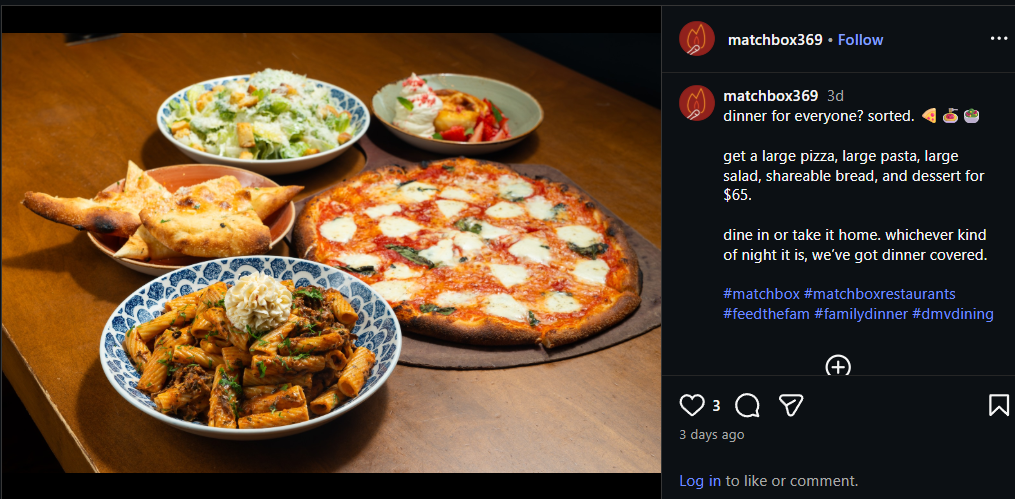 matchbox369 • Follow
matchbox369 3d
dinner for everyone? sorted. 🍕 🍝 🥗
get a large pizza, large pasta, large
salad, shareable bread, and dessert for
$65.
dine in or take it home. whichever kind
of night it is, we've got dinner covered.
#matchbox #matchboxrestaurants
#feedthefam #familydinner #dmvdining
3
3 days ago
Log in to like or comment.